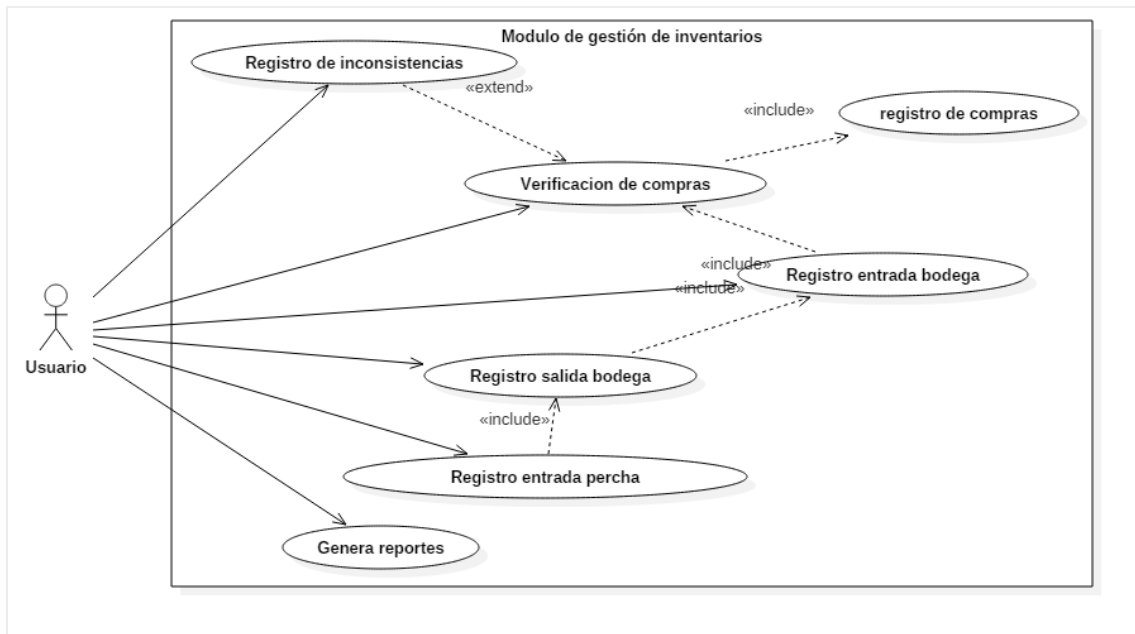 Modulo de gestión de inventarios
Registro de inconsistencias
«extend»
«include»
registro de compras
Verificacion de compras
«include»
Registro entrada bodega
«include»
Usuario
Registro salida bodega
«include»
Registro entrada percha
Genera reportes